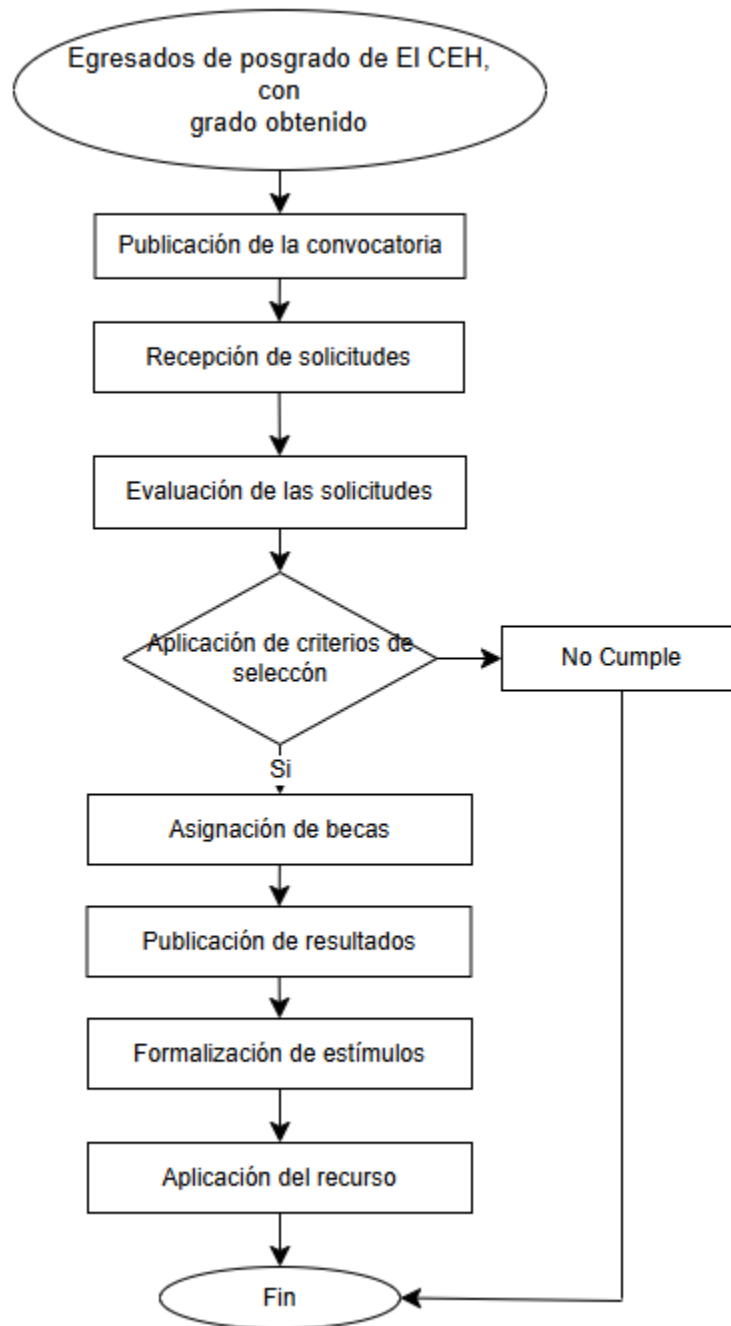 Egresados de posgrado de El CEH,
con
grado obtenido
Publicación de la convocatoria
Recepción de solicitudes
Evaluación de las solicitudes
Aplicación de criterios de
seleccón
No Cumple
Si
Asignación de becas
Publicación de resultados
Formalización de estímulos
Aplicación del recurso
Fin